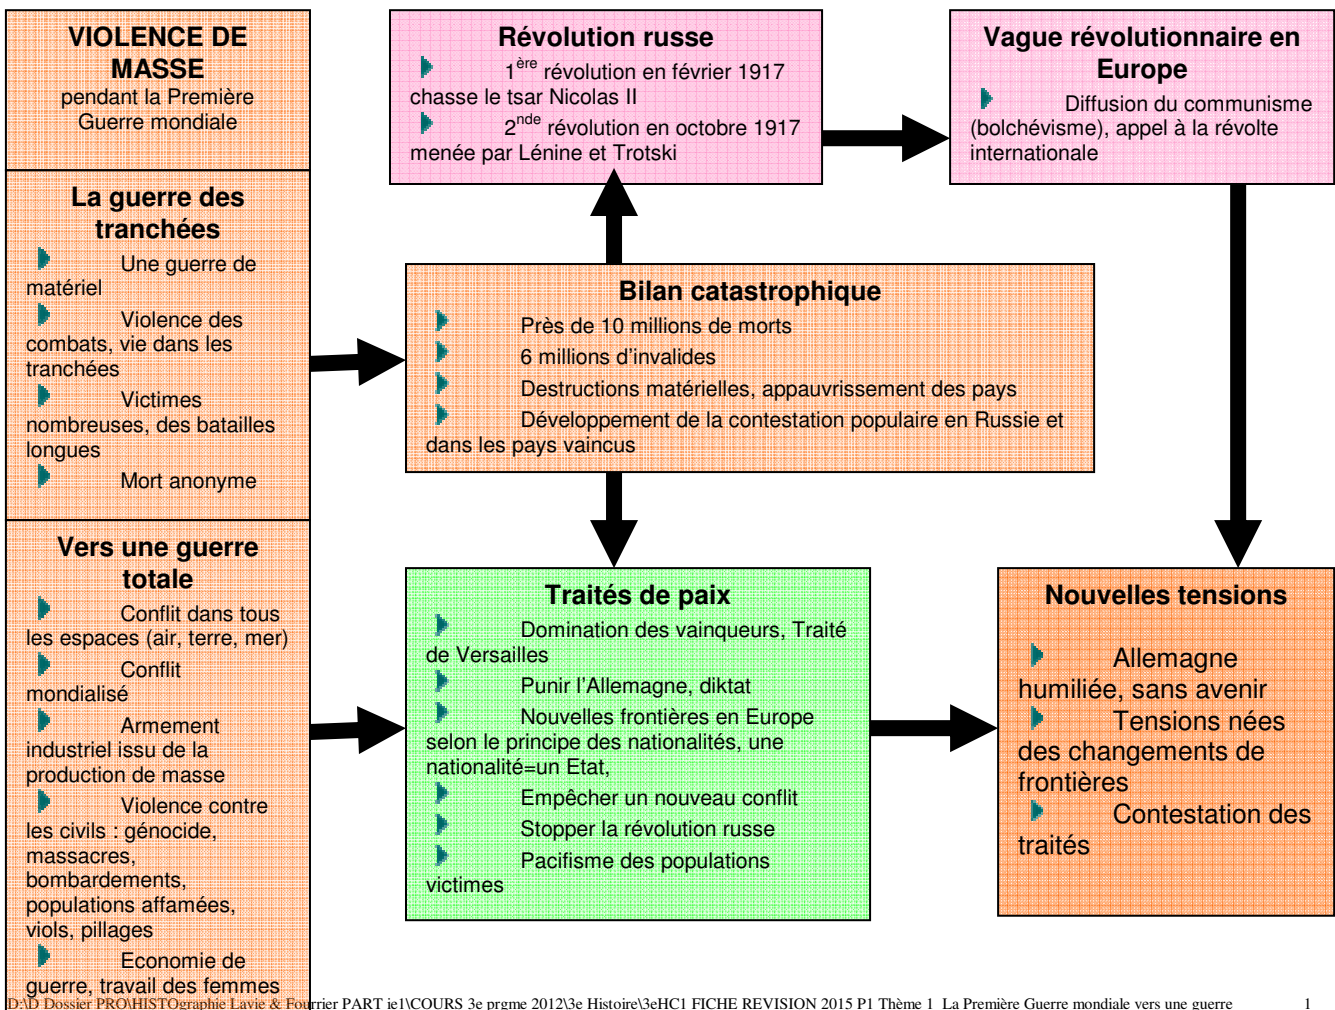 VIOLENCE DE
MASSE
pendant la Première
Guerre mondiale
La guerre des
tranchées
Une guerre de
matériel
Violence des
combats, vie dans les
tranchées
Victimes
nombreuses, des batailles
longues
Mort anonyme
Vers une guerre
totale
Conflit dans tous
les espaces (air, terre, mer)
Conflit
mondialisé
Armement
industriel issu de la
production de masse
Violence contre
les civils : génocide,
massacres,
bombardements,
populations affamées,
viols, pillages
Economie de
guerre, travail des femmes
Révolution russe
1ère révolution en février 1917
chasse le tsar Nicolas II
2nde révolution en octobre 1917
menée par Lénine et Trotski
Vague révolutionnaire en
Europe
Diffusion du communisme
(bolchévisme), appel à la révolte
internationale
Bilan catastrophique
Près de 10 millions de morts
6 millions d'invalides
Destructions matérielles, appauvrissement des pays
Développement de la contestation populaire en Russie et
dans les pays vaincus
Traités de paix
Domination des vainqueurs, Traité
de Versailles
Punir l'Allemagne, diktat
Nouvelles frontières en Europe
selon le principe des nationalités, une
nationalité=un Etat,
Empêcher un nouveau conflit
Stopper la révolution russe
Pacifisme des populations
victimes
Nouvelles tensions
Allemagne
humiliée, sans avenir
Tensions nées
des changements de
frontières
Contestation des
traités
D:\D Dossier PRO\HISTOgraphie Lavie & Fourrier PART ie1\COURS 3e prgme 2012\3e Histoire\3eHC1 FICHE REVISION 2015 P1 Thème 1 La Première Guerre mondiale vers une guerre 1